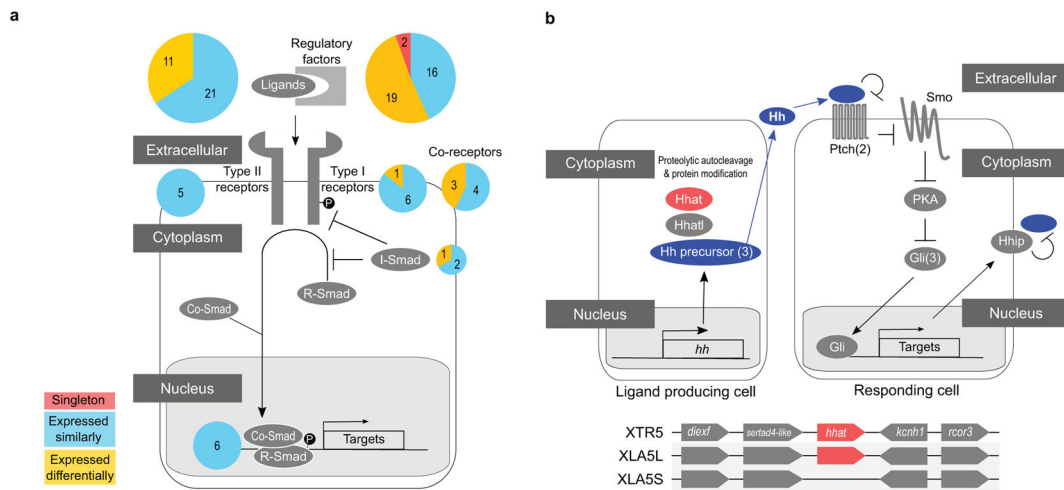 a
11
21
Ligands
Regulatory
factors
2
16
19
Extracellular
5
Type II
receptors
Type I
receptors
P
1
6
Co-receptors
3
4
Cytoplasm
I-Smad
1
2
R-Smad
Co-Smad
Nucleus
6
Co-Smad
P
R-Smad
Targets
Singleton
Expressed
similarly
Expressed
differentially
b
Extracellular
Hh
Smo
Ptch(2)
Cytoplasm
Proteolytic autocleavage
& protein modification
Hhat
Hhatl
Hh precursor (3)
Cytoplasm
PKA
Hhip
Gli(3)
Nucleus
hh
Nucleus
Gli
Targets
Ligand producing cell
Responding cell
XTR5
diexf
sertad4-like
hhat
kcnh1
rcor3
XLA5L
XLA5S